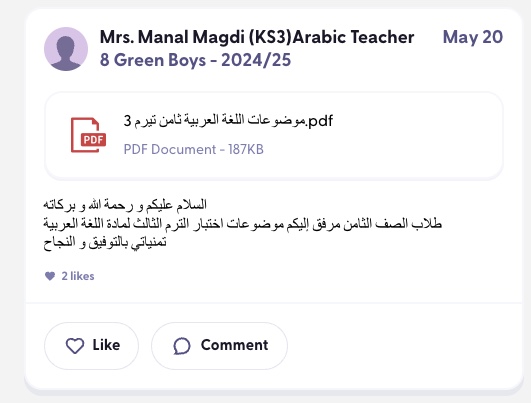 Mrs. Manal Magdi (KS3)Arabic Teacher
May 20
8 Green Boys - 2024/25
موضوعات اللغة العربية ثامن تيرم 3.pdf
PDF
PDF Document - 187KB
السلام عليكم و رحمة الله و بركاته
طلاب الصف الثامن مرفق إليكم موضوعات اختبار الترم الثالث لمادة اللغة العربية
تمنياتي بالتوفيق و النجاح
2 likes
Like
Comment